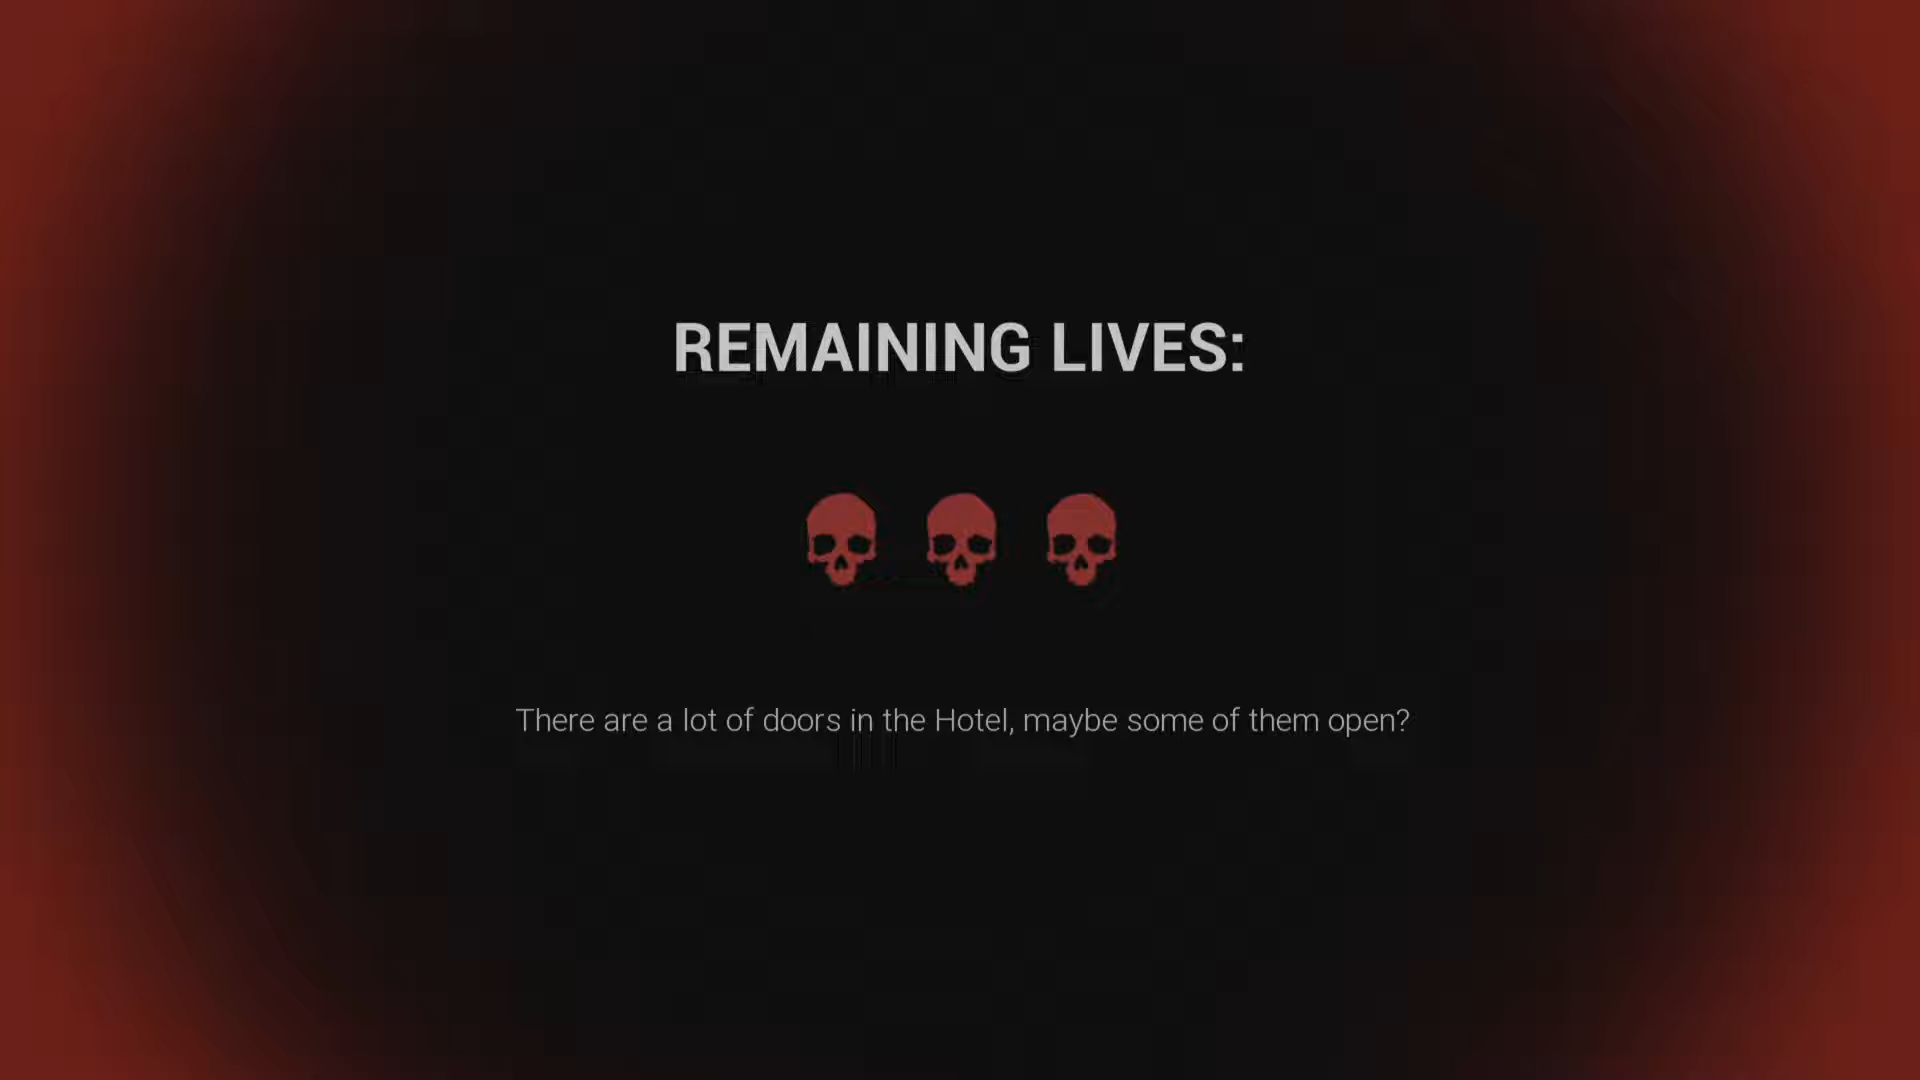 REMAINING LIVES:
There are a lot of doors in the Hotel, maybe some of them open?